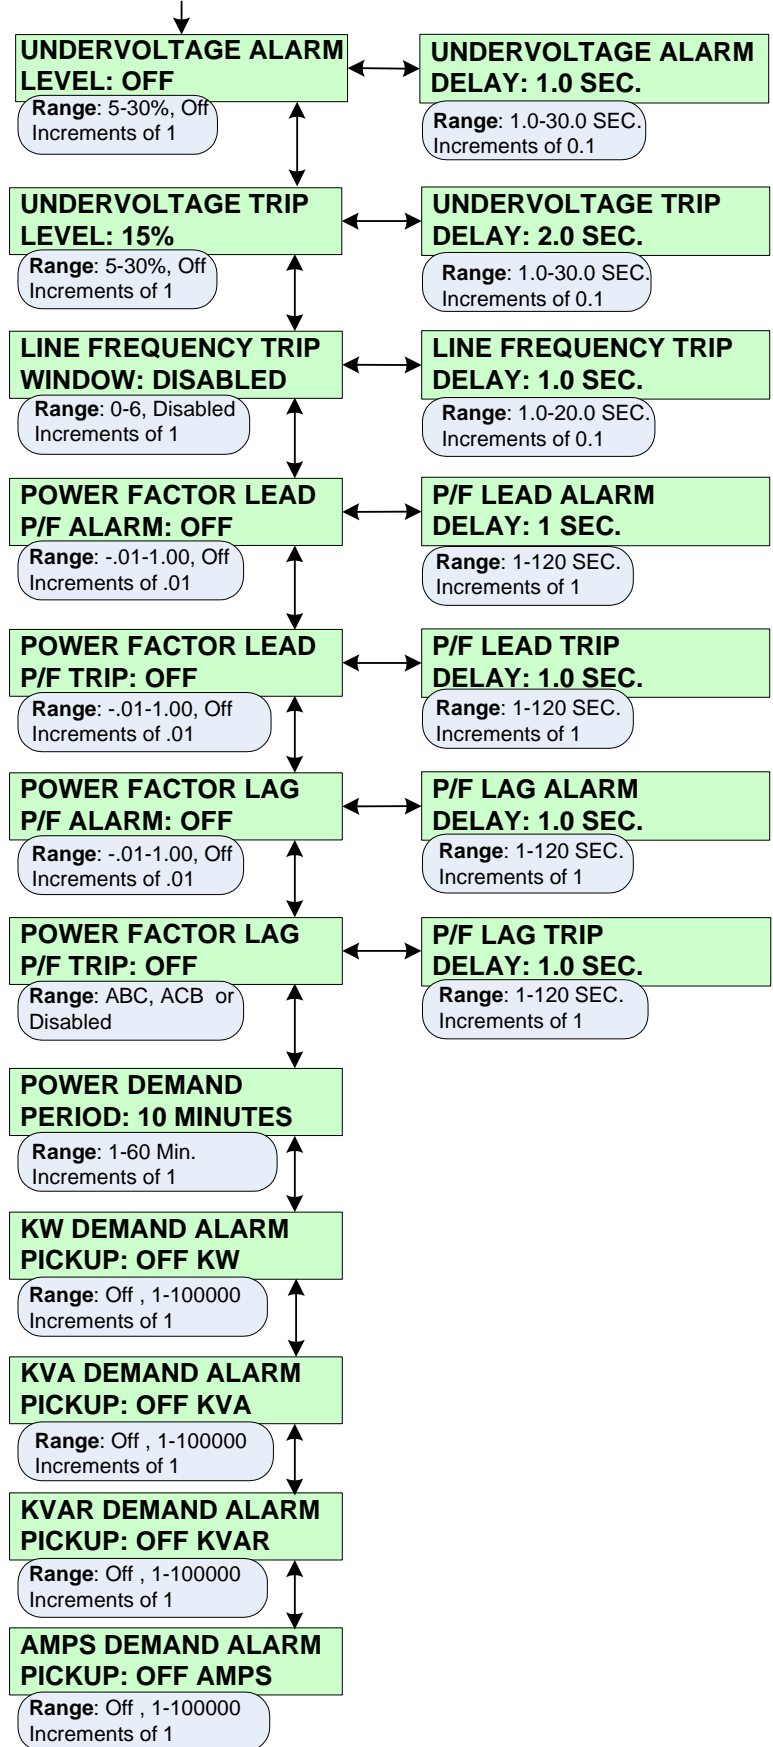 UNDERVOLTAGE ALARM
LEVEL: OFF
Range: 5-30%, Off
Increments of 1
UNDERVOLTAGE ALARM
DELAY: 1.0 SEC.
Range: 1.0-30.0 SEC.
Increments of 0.1
UNDERVOLTAGE TRIP
LEVEL: 15%
Range: 5-30%, Off
Increments of 1
UNDERVOLTAGE TRIP
DELAY: 2.0 SEC.
Range: 1.0-30.0 SEC.
Increments of 0.1
LINE FREQUENCY TRIP
WINDOW: DISABLED
Range: 0-6, Disabled
Increments of 1
LINE FREQUENCY TRIP
DELAY: 1.0 SEC.
Range: 1.0-20.0 SEC.
Increments of 0.1
POWER FACTOR LEAD
P/F ALARM: OFF
Range: -.01-1.00, Off
Increments of .01
P/F LEAD ALARM
DELAY: 1 SEC.
Range: 1-120 SEC.
Increments of 1
POWER FACTOR LEAD
P/F TRIP: OFF
Range: -.01-1.00, Off
Increments of .01
P/F LEAD TRIP
DELAY: 1.0 SEC.
Range: 1-120 SEC.
Increments of 1
POWER FACTOR LAG
P/F ALARM: OFF
Range: -.01-1.00, Off
Increments of .01
P/F LAG ALARM
DELAY: 1.0 SEC.
Range: 1-120 SEC.
Increments of 1
POWER FACTOR LAG
P/F TRIP: OFF
Range: ABC, ACB or
Disabled
P/F LAG TRIP
DELAY: 1.0 SEC.
Range: 1-120 SEC.
Increments of 1
POWER DEMAND
PERIOD: 10 MINUTES
Range: 1-60 Min.
Increments of 1
KW DEMAND ALARM
PICKUP: OFF KW
Range: Off , 1-100000
Increments of 1
KVA DEMAND ALARM
PICKUP: OFF KVA
Range: Off , 1-100000
Increments of 1
KVAR DEMAND ALARM
PICKUP: OFF KVAR
Range: Off , 1-100000
Increments of 1
AMPS DEMAND ALARM
PICKUP: OFF AMPS
Range: Off , 1-100000
Increments of 1